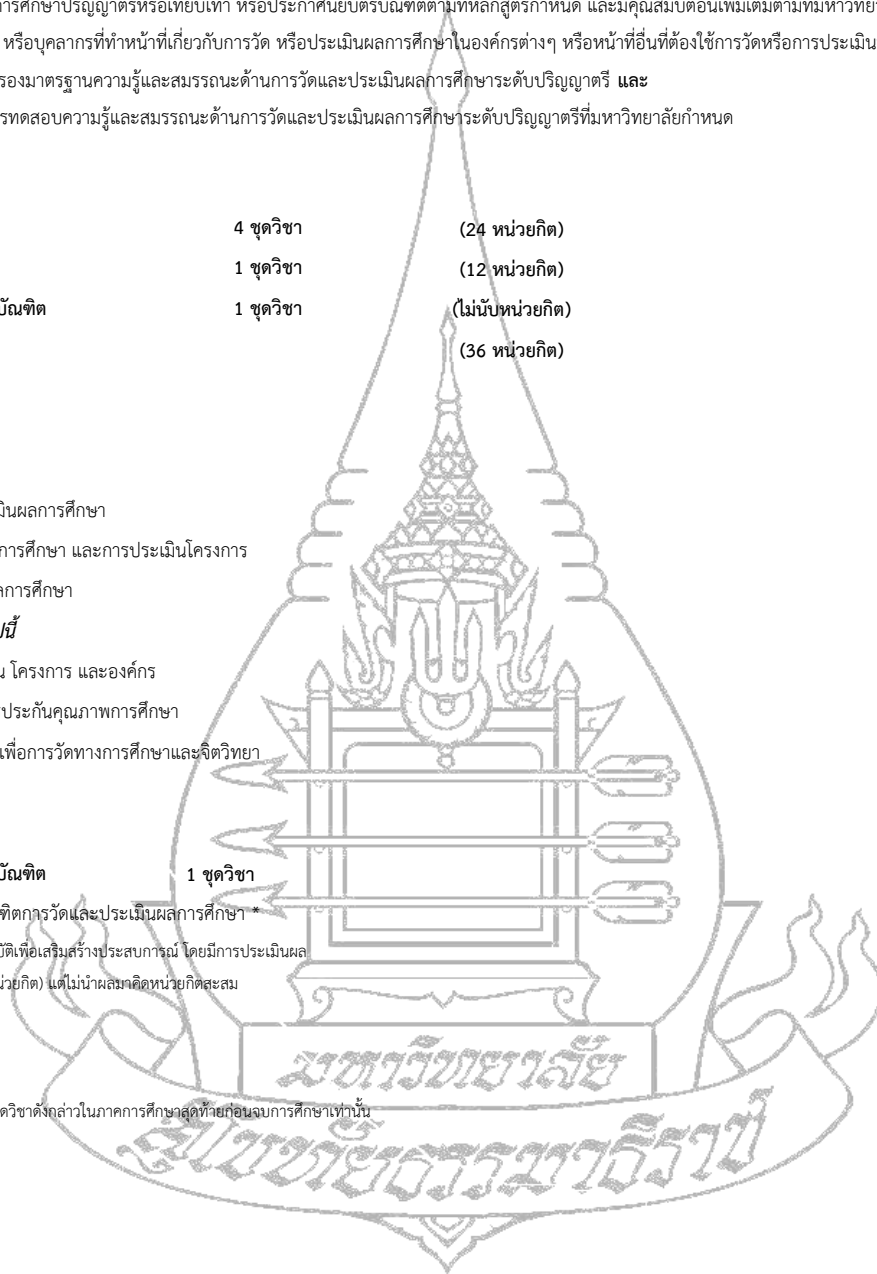 การศึกษาปริญญาตรีหรือเทียบเท่า หรือประกาศนียบัตรบัณฑิตตามที่หลักสูตรกำหนด และมีคุณสมบัติอื่นเพิ่มเติมตามที่มหาวิทยา
หรือบุคลากรที่ทำหน้าที่เกี่ยวกับการวัด หรือประเมินผลการศึกษาในองค์กรต่างๆ หรือหน้าที่อื่นที่ต้องใช้การวัดหรือการประเมิน
รองมาตรฐานความรู้และสมรรถนะด้านการวัดและประเมินผลการศึกษาระดับปริญญาตรี และ
รทดสอบความรู้และสมรรถนะด้านการวัดและประเมินผลการศึกษาระดับปริญญาตรีที่มหาวิทยาลัยกำหนด
4 ชุดวิชา (24 หน่วยกิต)
1 ชุดวิชา (12 หน่วยกิต)
บัณฑิต 1 ชุดวิชา (ไม่นับหน่วยกิต)
(36 หน่วยกิต)
มินผลการศึกษา
การศึกษา และการประเมินโครงการ
ลการศึกษา
ปนี้
น โครงการ และองค์กร
รประกันคุณภาพการศึกษา
เพื่อการวัดทางการศึกษาและจิตวิทยา
บัณฑิต 1 ชุดวิชา
ฑิตการวัดและประเมินผลการศึกษา *
บัติเพื่อเสริมสร้างประสบการณ์ โดยมีการประเมินผล
น่วยกิต) แต่ไม่นำผลมาคิดหน่วยกิตสะสม
มหาวิทยาลัย
ดวิชาดังกล่าวในภาคการศึกษาสุดท้ายก่อนจบการศึกษาเท่านั้น
สุโขทัยธรรมาธิราช